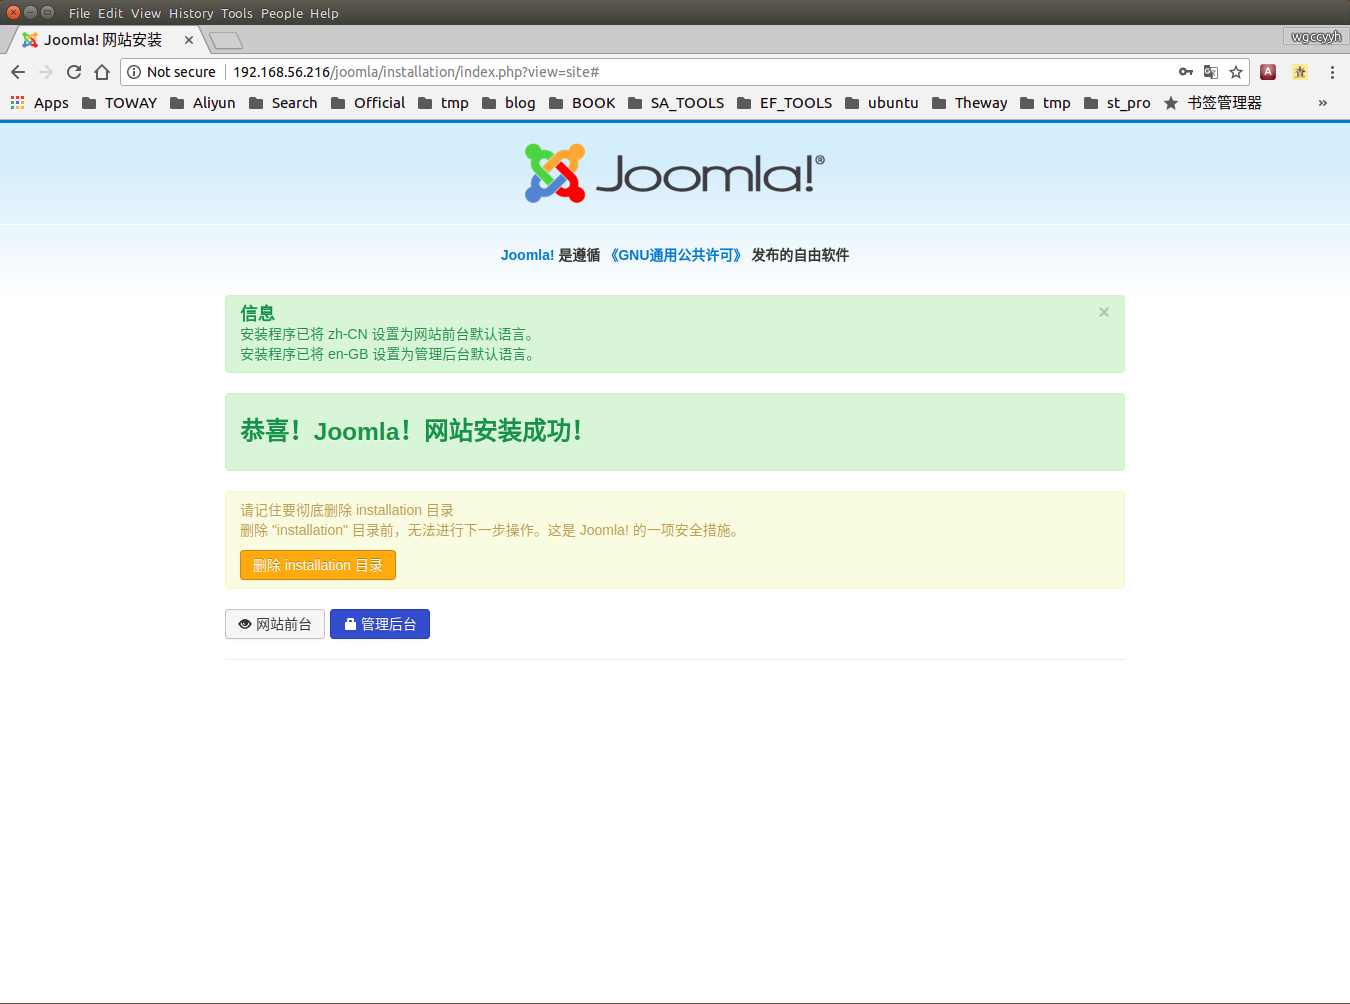 File Edit View History Tools People Help
Joomla! 网站安装
wgccyyh
Not secure 192.168.56.216/joomla/installation/index.php?view=site#
Apps TOWAY Aliyun Search Official tmp blog BOOK SA_TOOLS EF_TOOLS ubuntu Theway tmp st_pro 书签管理器 »
Joomla!®
Joomla! 是遵循 《GNU通用公共许可》 发布的自由软件
信息
安装程序已将 zh-CN 设置为网站前台默认语言。
安装程序已将 en-GB 设置为管理后台默认语言。
恭喜！Joomla！网站安装成功！
请记住要彻底删除 installation 目录
删除 "installation" 目录前，无法进行下一步操作。这是 Joomla! 的一项安全措施。
删除 installation 目录
网站前台 管理后台